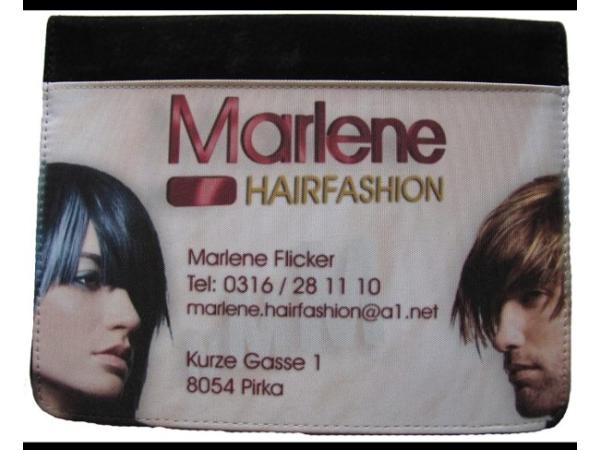 Marlene
HAIRFASHION
Marlene Flicker
Tel: 0316 / 28 11 10
marlene.hairfashion@a1.net
Kurze Gasse 1
8054 Pirka